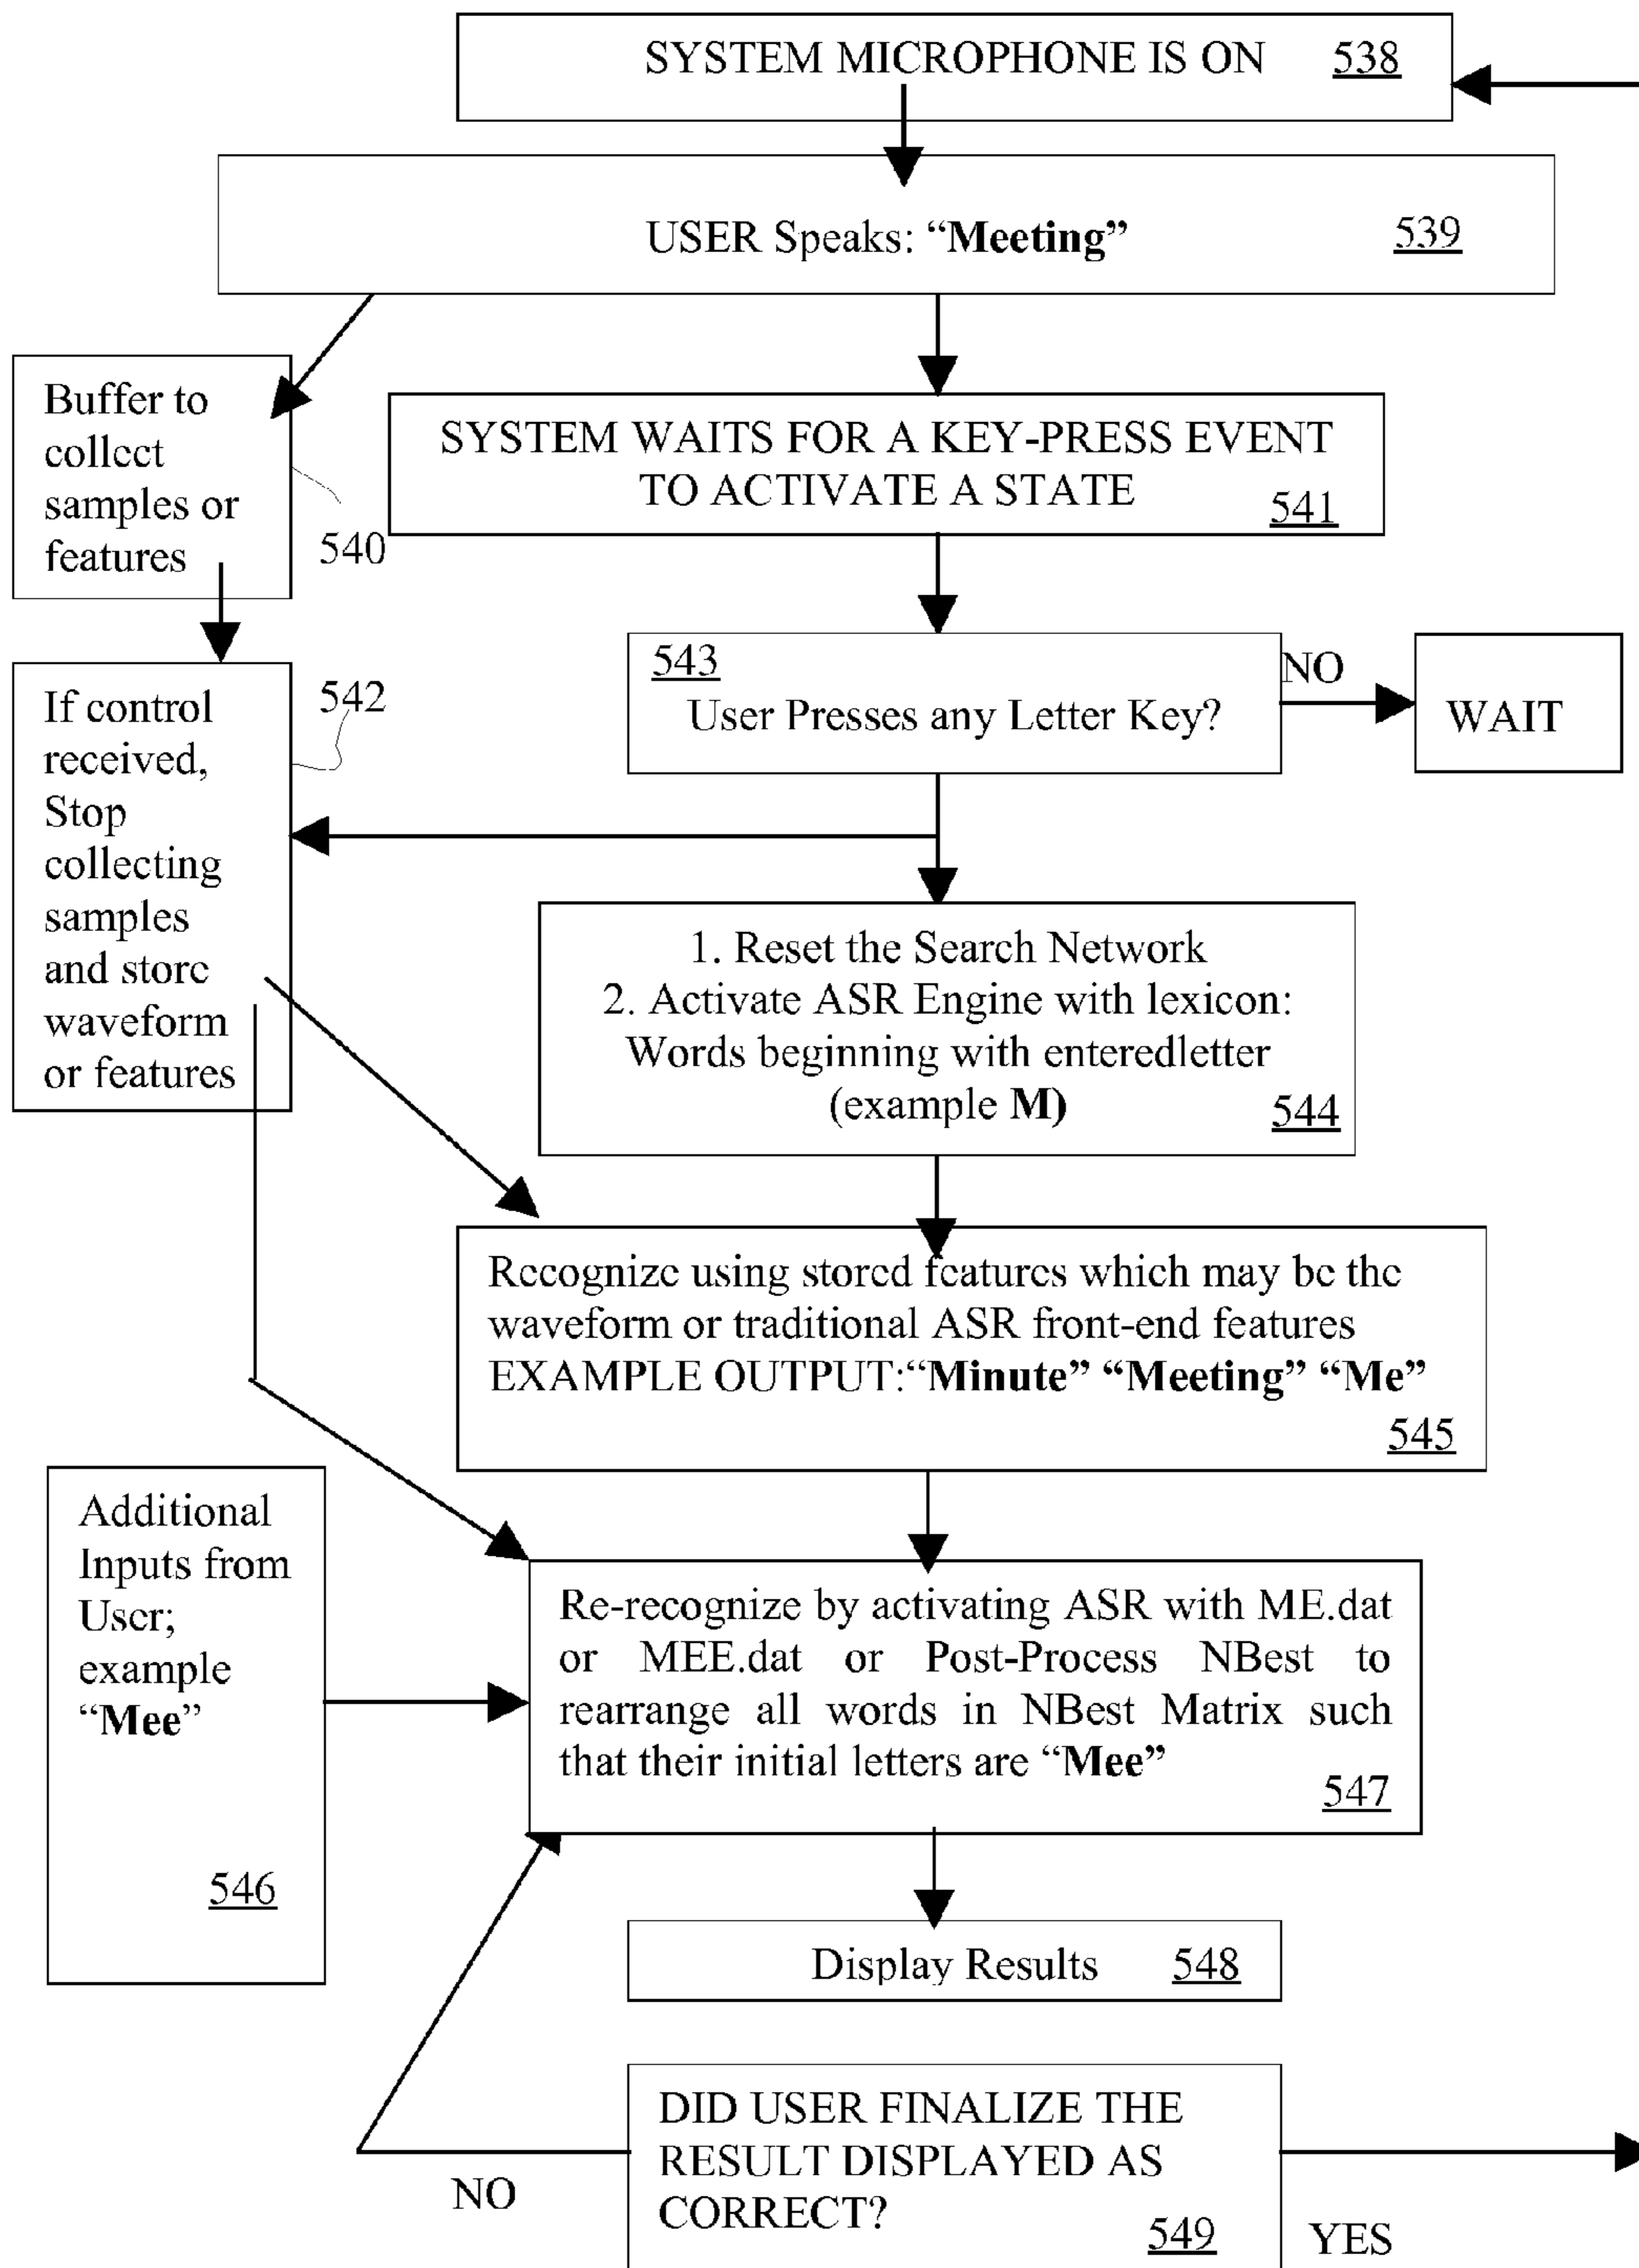 SYSTEM MICROPHONE IS ON 538
USER Speaks: “Meeting” 539
Buffer to
collect
samples or
features
540
SYSTEM WAITS FOR A KEY-PRESS EVENT
TO ACTIVATE A STATE
541
If control
received,
Stop
collecting
samples
and store
waveform
or features
542
543
User Presses any Letter Key?
NO
WAIT
1. Reset the Search Network
2. Activate ASR Engine with lexicon:
Words beginning with enteredletter
(example M)
544
Recognize using stored features which may be the
waveform or traditional ASR front-end features
EXAMPLE OUTPUT:“Minute” “Meeting” “Me”
545
Additional
Inputs from
User;
example
“Mee”
546
Re-recognize by activating ASR with ME.dat
or MEE.dat or Post-Process NBest to
rearrange all words in NBest Matrix such
that their initial letters are “Mee”
547
Display Results 548
DID USER FINALIZE THE
RESULT DISPLAYED AS
CORRECT?
549
NO
YES